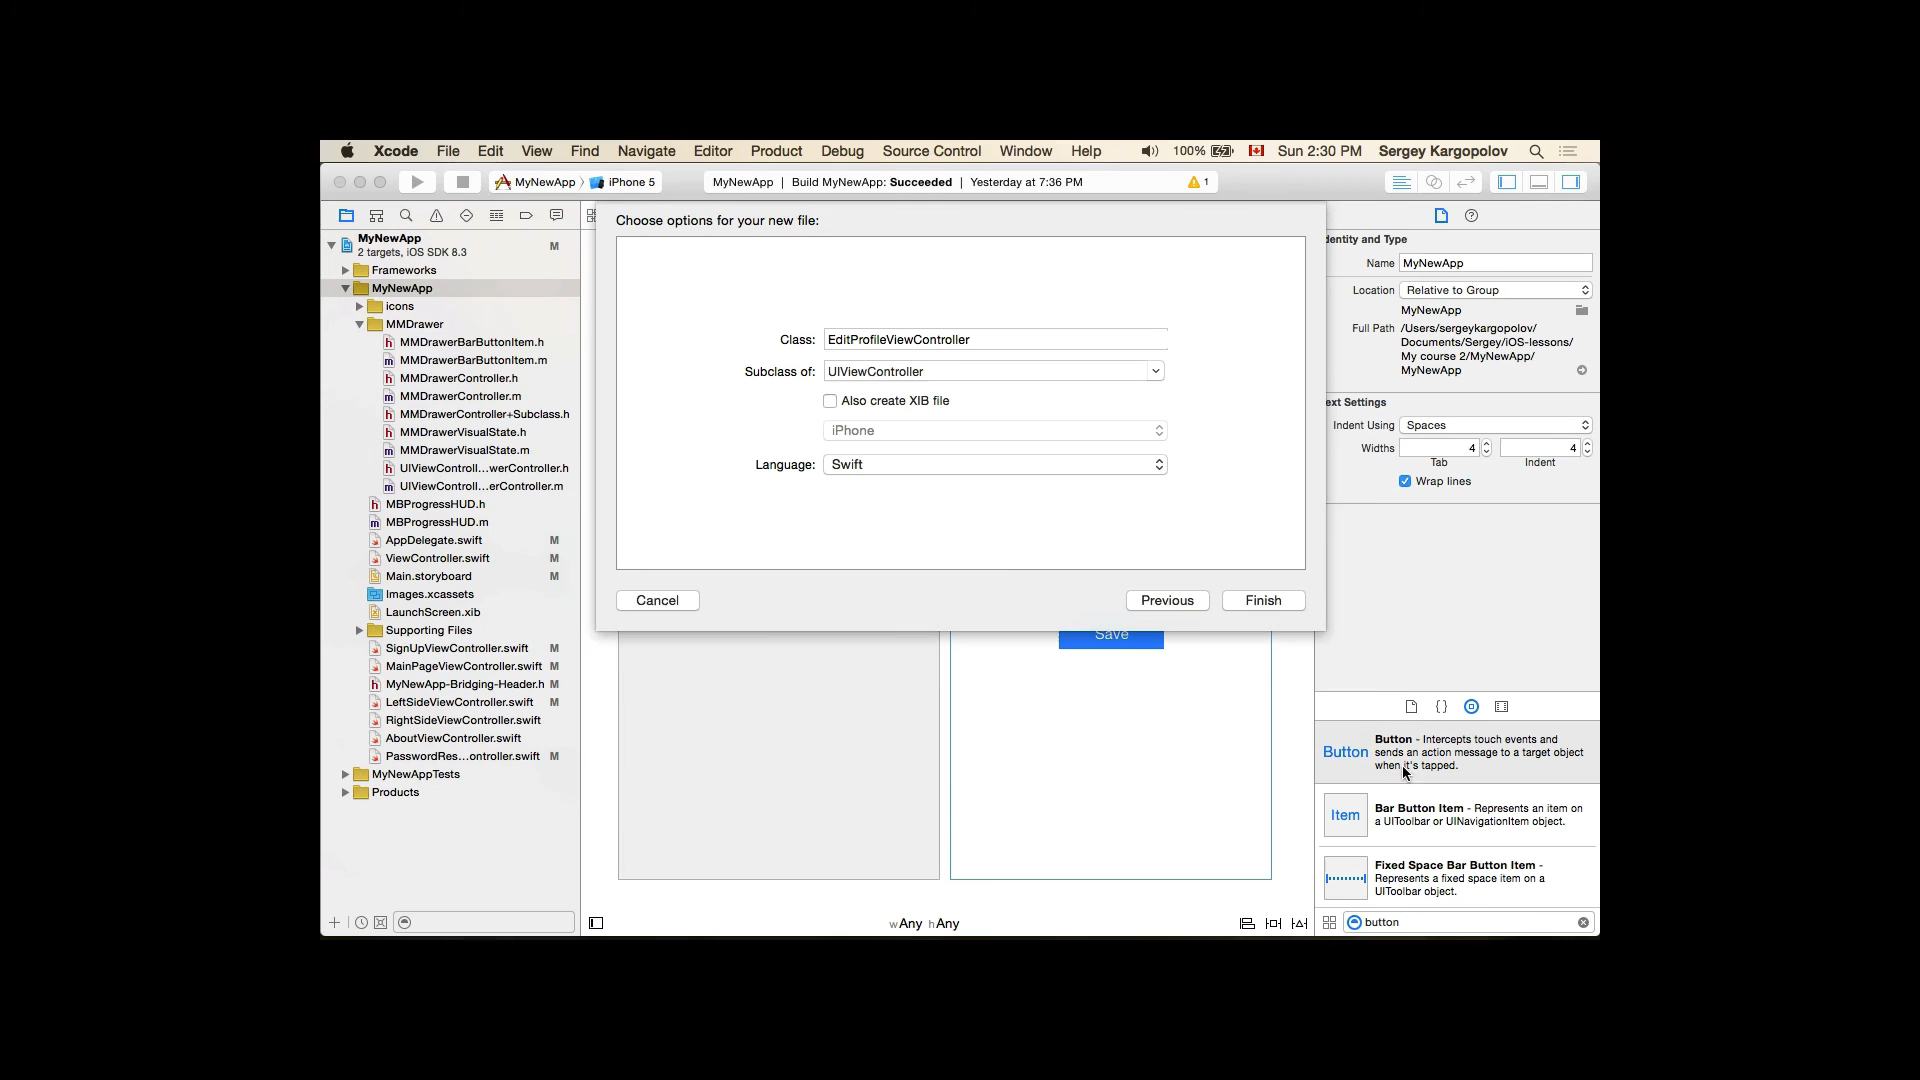 Xcode File Edit View Find Navigate Editor Product Debug Source Control Window Help 100% Sun 2:30 PM Sergey Kargopolov
MyNewApp iPhone 5 MyNewApp | Build MyNewApp: Succeeded | Yesterday at 7:36 PM 1
MyNewApp M
2 targets, iOS SDK 8.3
Frameworks
MyNewApp
icons
MMDrawer
h MMDrawerBarButtonItem.h
m MMDrawerBarButtonItem.m
h MMDrawerController.h
m MMDrawerController.m
h MMDrawerController+Subclass.h
h MMDrawerVisualState.h
m MMDrawerVisualState.m
h UIViewControll...werController.h
m UIViewControll...erController.m
h MBProgressHUD.h
m MBProgressHUD.m
AppDelegate.swift M
ViewController.swift M
Main.storyboard M
Images.xcassets
LaunchScreen.xib
Supporting Files
SignUpViewController.swift M
MainPageViewController.swift M
h MyNewApp-Bridging-Header.h M
LeftSideViewController.swift M
RightSideViewController.swift
AboutViewController.swift
PasswordRes...ontroller.swift M
MyNewAppTests
Products
Choose options for your new file:
Class: EditProfileViewController
Subclass of: UIViewController
Also create XIB file
iPhone
Language: Swift
Cancel Previous Finish
Save
wAny hAny
dentity and Type
Name MyNewApp
Location Relative to Group
MyNewApp
Full Path /Users/sergeykargopolov/
Documents/Sergey/iOS-lessons/
My course 2/MyNewApp/
MyNewApp
ext Settings
Indent Using Spaces
Widths 4 4
Tab Indent
Wrap lines
{}
Button Button - Intercepts touch events and
sends an action message to a target object
when it's tapped.
Item Bar Button Item - Represents an item on
a UIToolbar or UINavigationItem object.
Fixed Space Bar Button Item -
Represents a fixed space item on a
UIToolbar object.
button